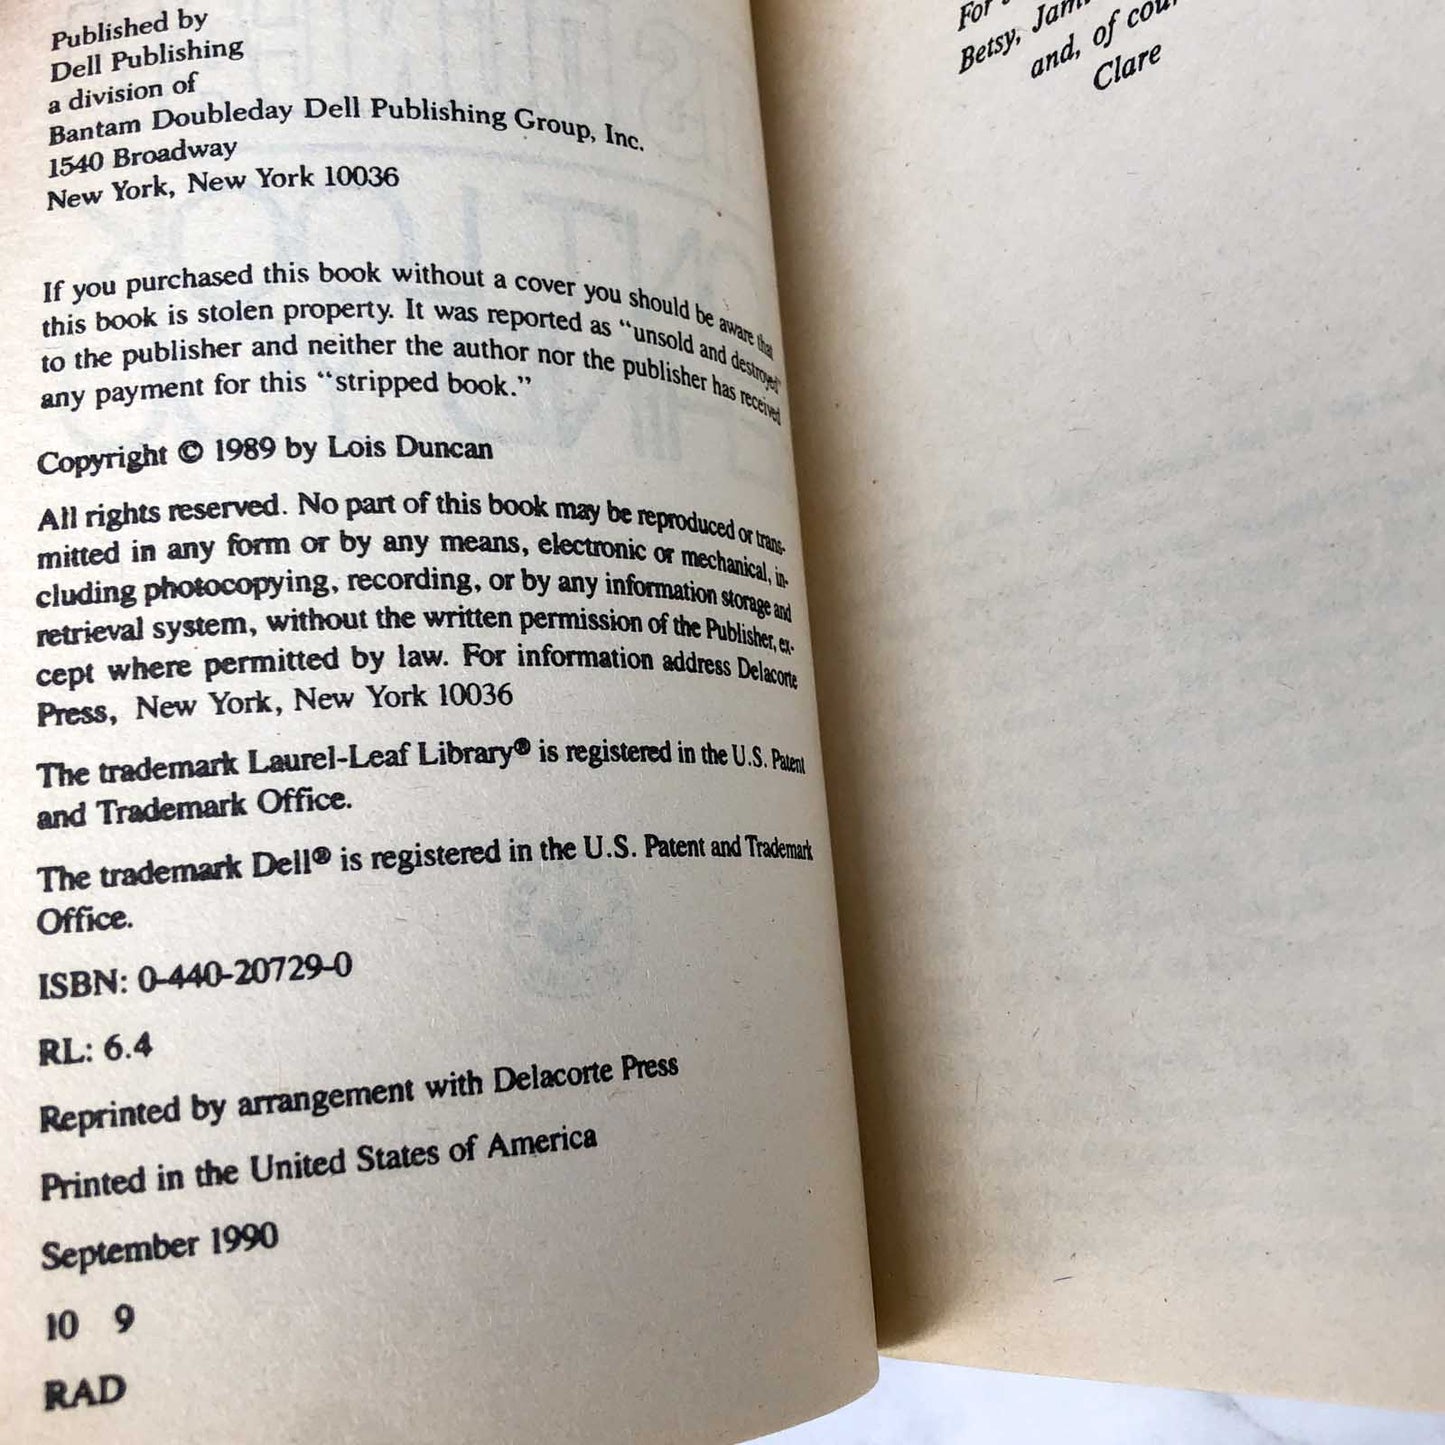 Published by
Dell Publishing
a division of
Bantam Doubleday Dell Publishing Group, Inc.
1540 Broadway
New York, New York 10036
If you purchased this book without a cover you should be aware that
this book is stolen property. It was reported as “unsold and destroyed”
to the publisher and neither the author nor the publisher has received
any payment for this “stripped book.”
Copyright © 1989 by Lois Duncan
All rights reserved. No part of this book may be reproduced or trans-
mitted in any form or by any means, electronic or mechanical, in-
cluding photocopying, recording, or by any information storage and
retrieval system, without the written permission of the Publisher, ex-
cept where permitted by law. For information address Delacorte
Press, New York, New York 10036
The trademark Laurel-Leaf Library® is registered in the U.S. Patent
and Trademark Office.
The trademark Dell® is registered in the U.S. Patent and Trademark
Office.
ISBN: 0-440-20729-0
RL: 6.4
Reprinted by arrangement with Delacorte Press
Printed in the United States of America
September 1990
10 9
RAD
For
Betsy,
and, of
Clare